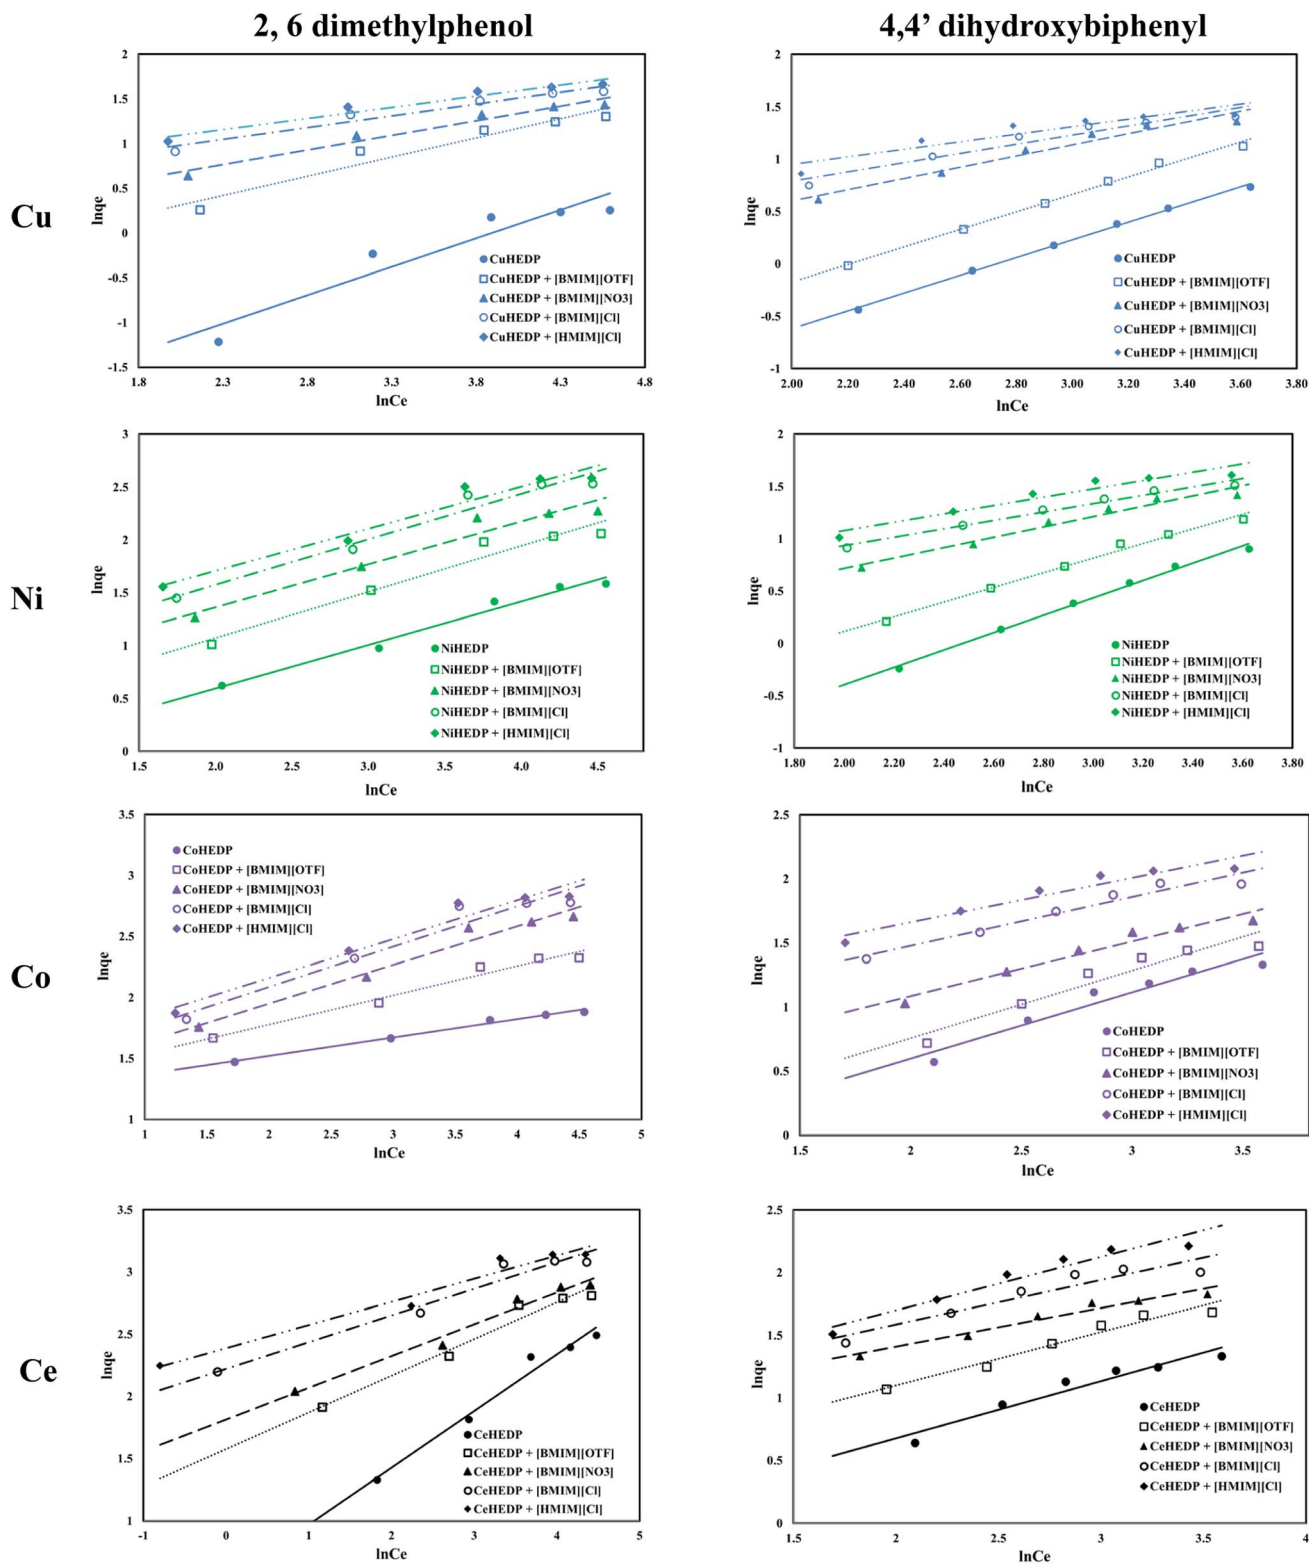 2, 6 dimethylphenol
4,4’ dihydroxybiphenyl
Cu
lnqe
2
1.5
1
0.5
0
-0.5
-1
-1.5
CuHEDP
CuHEDP + [BMIM][OTF]
CuHEDP + [BMIM][NO3]
CuHEDP + [BMIM][Cl]
CuHEDP + [HMIM][Cl]
1.8 2.3 2.8 3.3 3.8 4.3 4.8
lnCe
lnqe
2
1.5
1
0.5
0
-0.5
-1
CuHEDP
CuHEDP + [BMIM][OTF]
CuHEDP + [BMIM][NO3]
CuHEDP + [BMIM][Cl]
CuHEDP + [HMIM][Cl]
2.00 2.20 2.40 2.60 2.80 3.00 3.20 3.40 3.60 3.80
lnCe
Ni
lnqe
3
2.5
2
1.5
1
0.5
0
NiHEDP
NiHEDP + [BMIM][OTF]
NiHEDP + [BMIM][NO3]
NiHEDP + [BMIM][Cl]
NiHEDP + [HMIM][Cl]
1.5 2.0 2.5 3.0 3.5 4.0 4.5
lnCe
lnqe
2
1.5
1
0.5
0
-0.5
-1
NiHEDP
NiHEDP + [BMIM][OTF]
NiHEDP + [BMIM][NO3]
NiHEDP + [BMIM][Cl]
NiHEDP + [HMIM][Cl]
1.80 2.00 2.20 2.40 2.60 2.80 3.00 3.20 3.40 3.60 3.80
lnCe
Co
lnqe
3.5
3
2.5
2
1.5
1
CoHEDP
CoHEDP + [BMIM][OTF]
CoHEDP + [BMIM][NO3]
CoHEDP + [BMIM][Cl]
CoHEDP + [HMIM][Cl]
1 1.5 2 2.5 3 3.5 4 4.5 5
lnCe
lnqe
2.5
2
1.5
1
0.5
0
CoHEDP
CoHEDP + [BMIM][OTF]
CoHEDP + [BMIM][NO3]
CoHEDP + [BMIM][Cl]
CoHEDP + [HMIM][Cl]
1.5 2 2.5 3 3.5
lnCe
Ce
lnqe
3.5
3
2.5
2
1.5
1
CeHEDP
CeHEDP + [BMIM][OTF]
CeHEDP + [BMIM][NO3]
CeHEDP + [BMIM][Cl]
CeHEDP + [HMIM][Cl]
-1 0 1 2 3 4 5
lnCe
lnqe
2.5
2
1.5
1
0.5
0
CeHEDP
CeHEDP + [BMIM][OTF]
CeHEDP + [BMIM][NO3]
CeHEDP + [BMIM][Cl]
CeHEDP + [HMIM][Cl]
1.5 2 2.5 3 3.5 4
lnCe